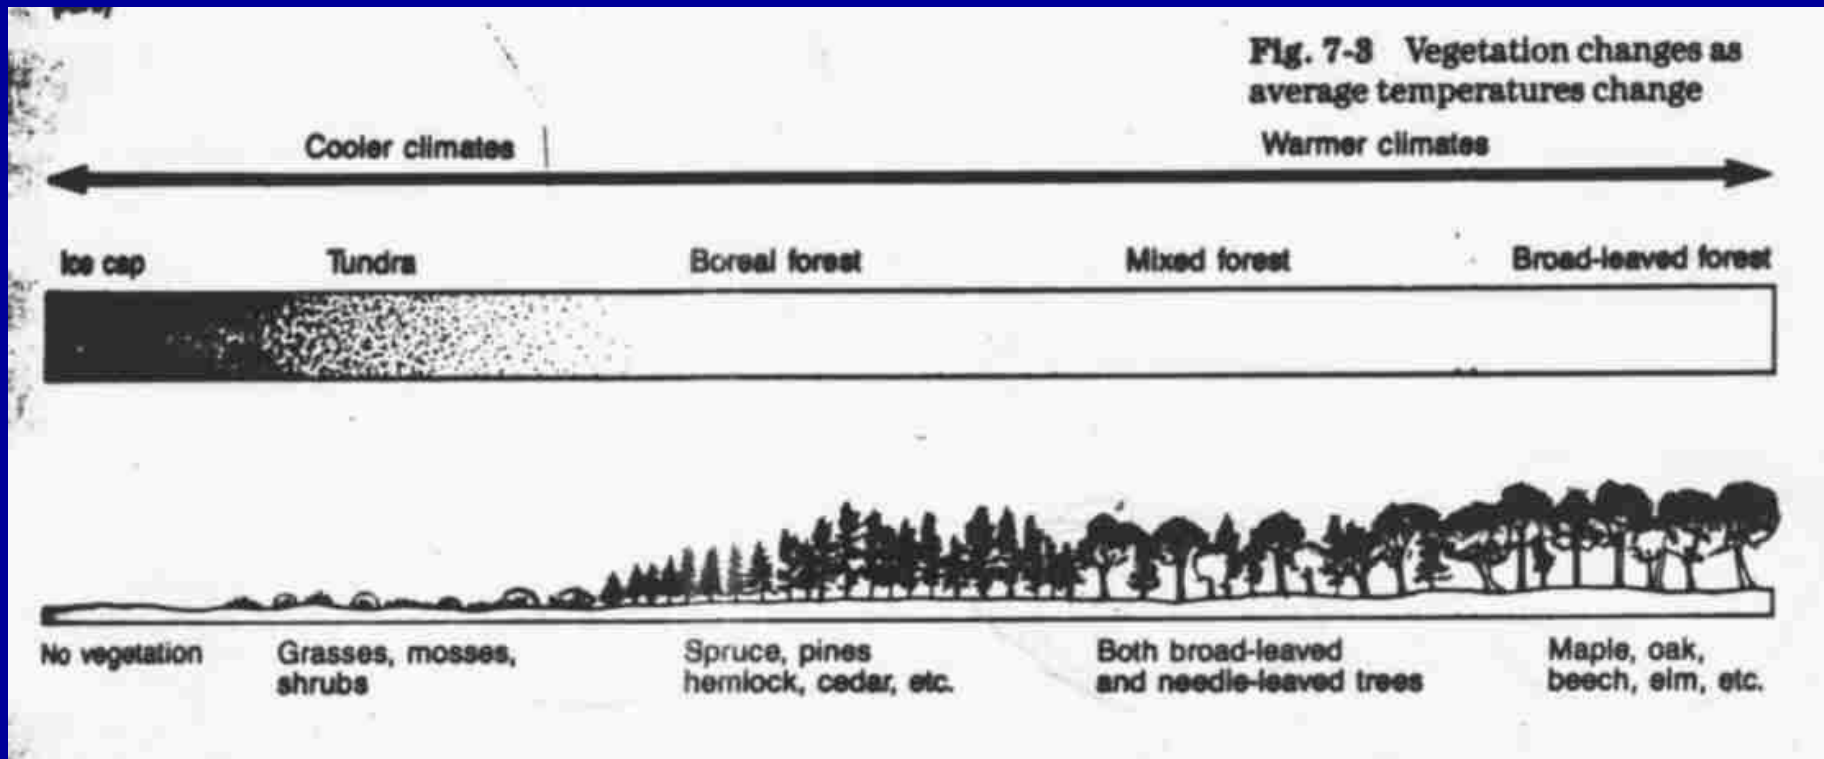 Fig. 7-3 Vegetation changes as
average temperatures change
Cooler climates
Warmer climates
Ice cap
Tundra
Boreal forest
Mixed forest
Broad-leaved forest
No vegetation
Grasses, mosses,
shrubs
Spruce, pines
hemlock, cedar, etc.
Both broad-leaved
and needle-leaved trees
Maple, oak,
beech, elm, etc.